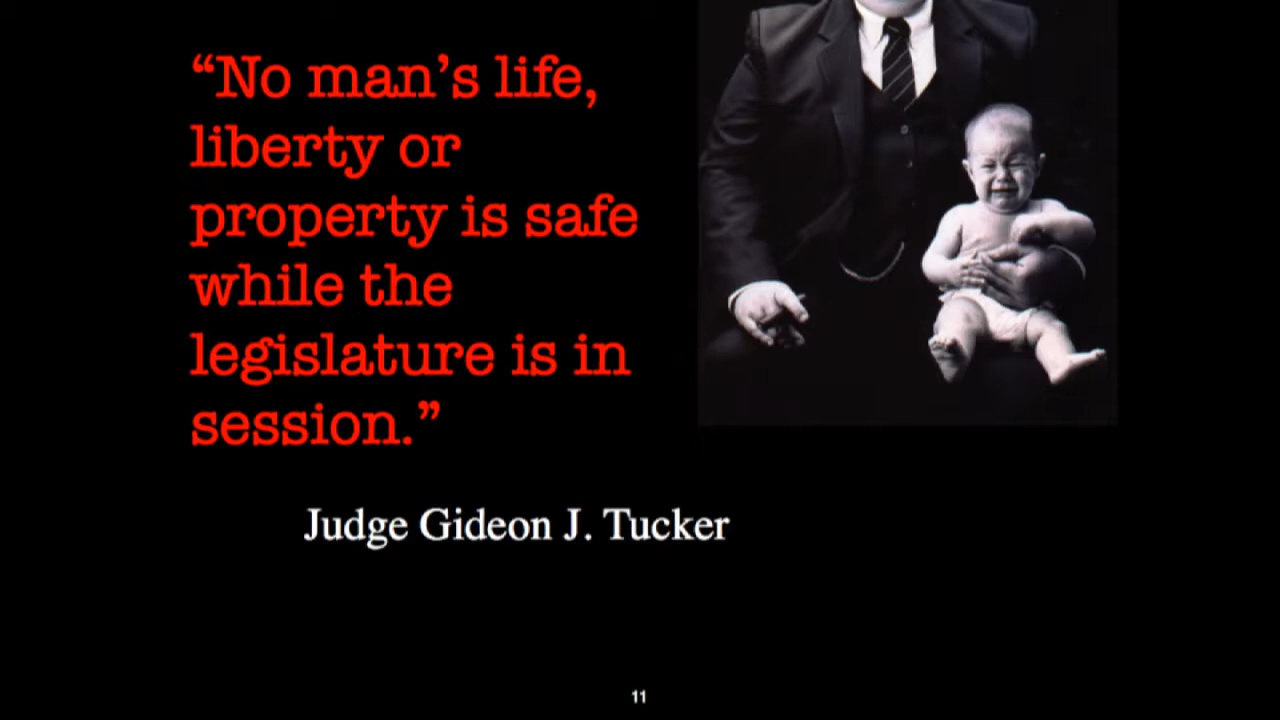 “No man’s life,
liberty or
property is safe
while the
legislature is in
session.”
Judge Gideon J. Tucker
11